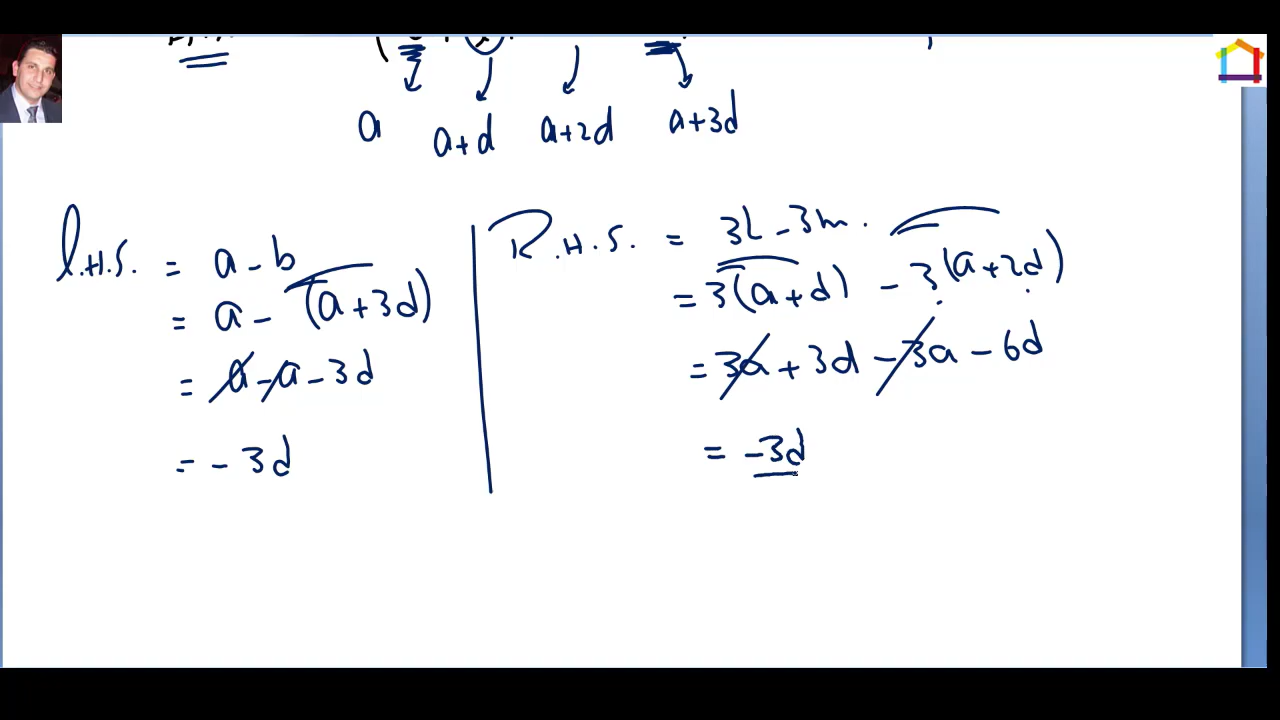 a a+d a+2d a+3d
L.H.S. = a - b
= a - (a + 3d)
= a - a - 3d
= - 3d
R.H.S. = 3L - 3m.
= 3(a + d) - 3(a + 2d)
= 3a + 3d - 3a - 6d
= -3d